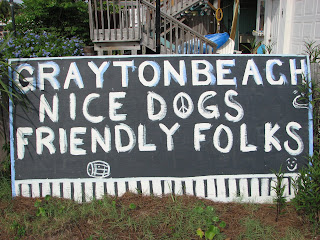 GRAYTONBEACH
NICE DOGS
FRIENDLY FOLKS